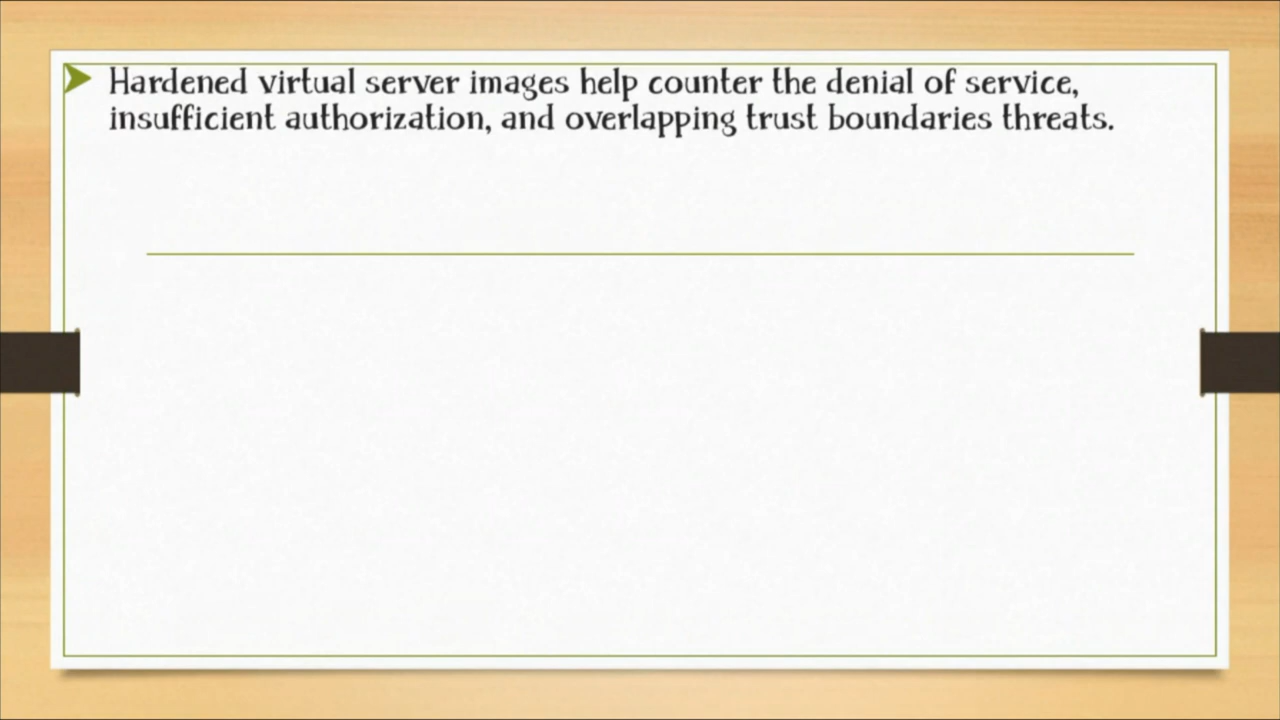 Hardened virtual server images help counter the denial of service,
insufficient authorization, and overlapping trust boundaries threats.